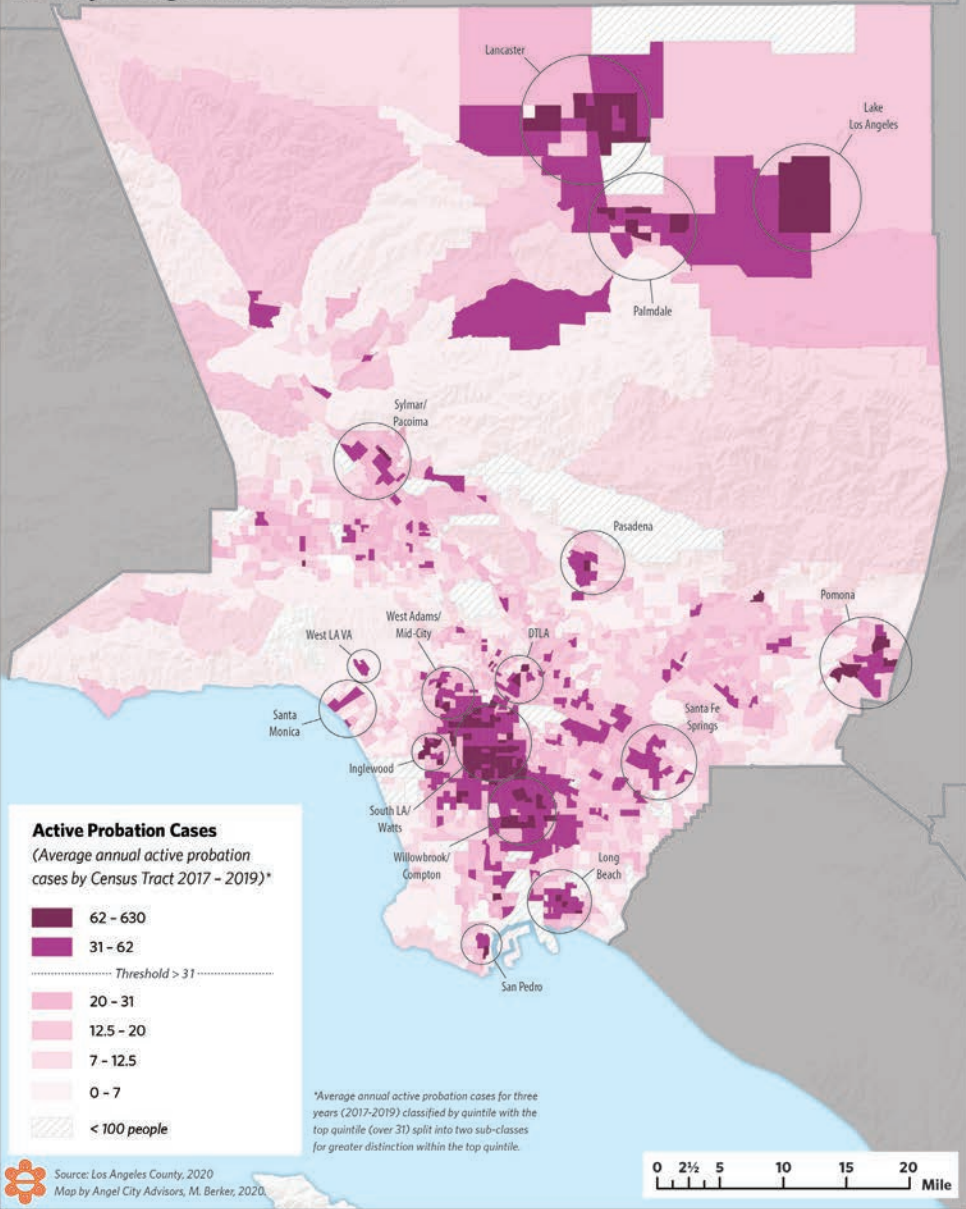 Lancaster
Lake
Los Angeles
Palmdale
Sylmar/
Pacoima
Pasadena
Pomona
West Adams/
Mid-City
DTLA
West LA VA
Santa
Monica
Santa Fe
Springs
Inglewood
South LA/
Watts
Willowbrook/
Compton
Long
Beach
San Pedro
Active Probation Cases
(Average annual active probation
cases by Census Tract 2017 – 2019)*
62 – 630
31 – 62
Threshold > 31
20 – 31
12.5 – 20
7 – 12.5
0 – 7
< 100 people
*Average annual active probation cases for three
years (2017-2019) classified by quintile with the
top quintile (over 31) split into two sub-classes
for greater distinction within the top quintile.
Source: Los Angeles County, 2020
Map by Angel City Advisors, M. Berker, 2020.
0 2½ 5 10 15 20
Mile